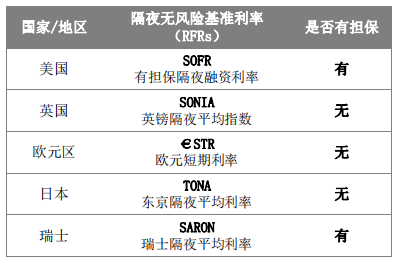 国家/地区
隔夜无风险基准利率
（RFRs）
是否有担保
美国
SOFR
有担保隔夜融资利率
有
英国
SONIA
英镑隔夜平均指数
无
欧元区
€STR
欧元短期利率
无
日本
TONA
东京隔夜平均利率
无
瑞士
SARON
瑞士隔夜平均利率
有